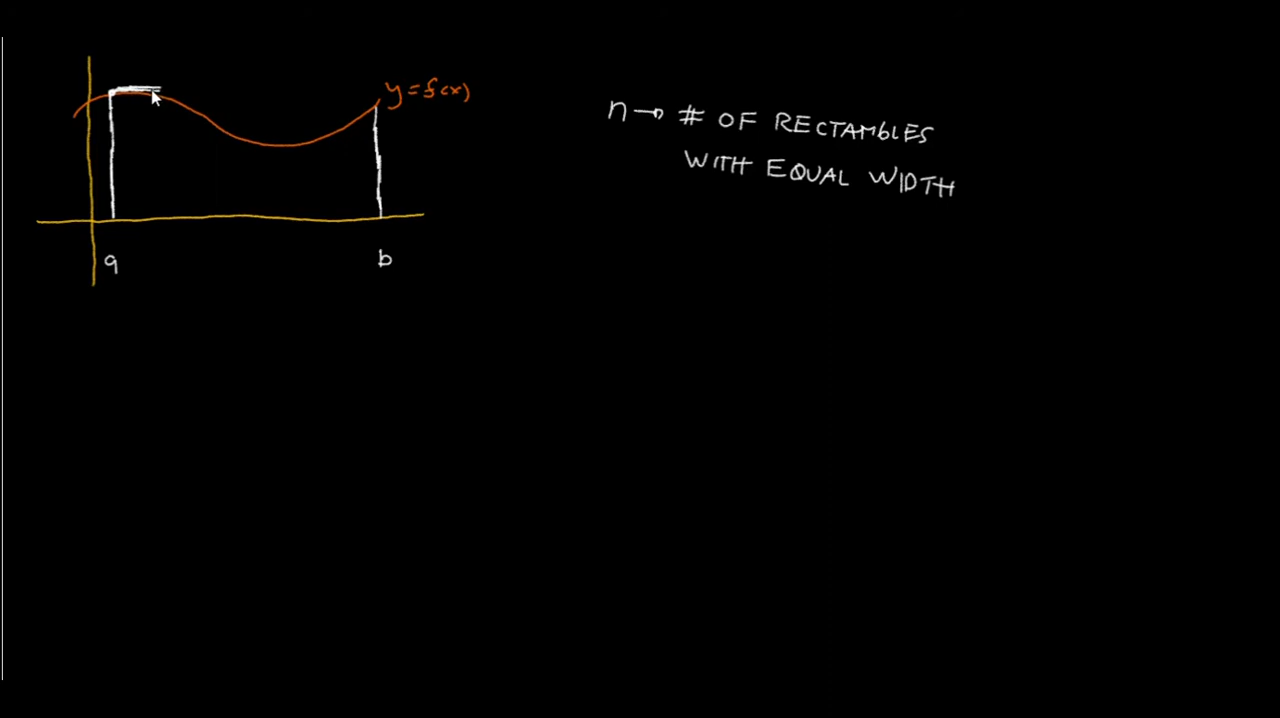 y=f(x)
n→ # OF RECTAMBLES
WITH EQUAL WIDTH
a b